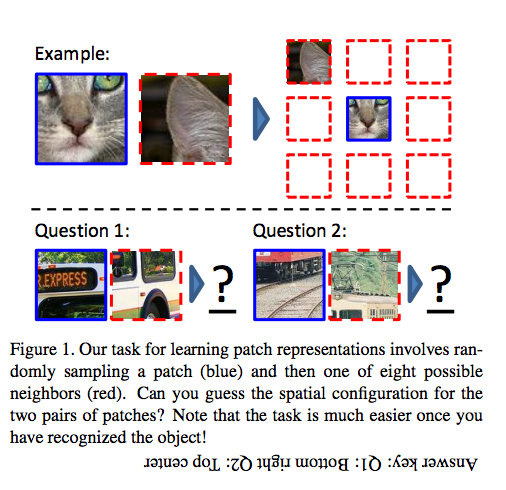 Example:
Question 1:
Question 2:
R.EXPRESS
?
?
Figure 1. Our task for learning patch representations involves ran-
domly sampling a patch (blue) and then one of eight possible
neighbors (red). Can you guess the spatial configuration for the
two pairs of patches? Note that the task is much easier once you
have recognized the object!
Answer key: Q1: Bottom right Q2: Top center